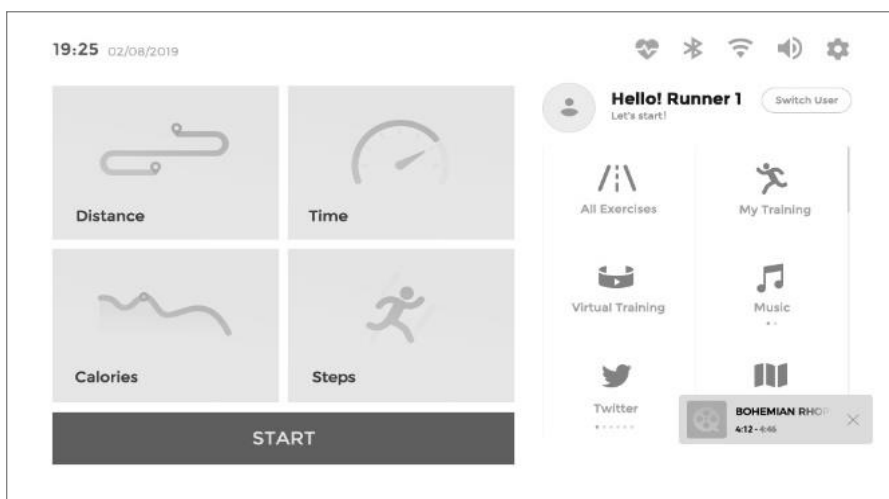 19:25 02/08/2019
Hello! Runner 1
Let's start!
Switch User
Distance
Time
Calories
Steps
START
All Exercises
My Training
Virtual Training
Music
Twitter
BOHEMIAN RHOP
4:12 - 4:46